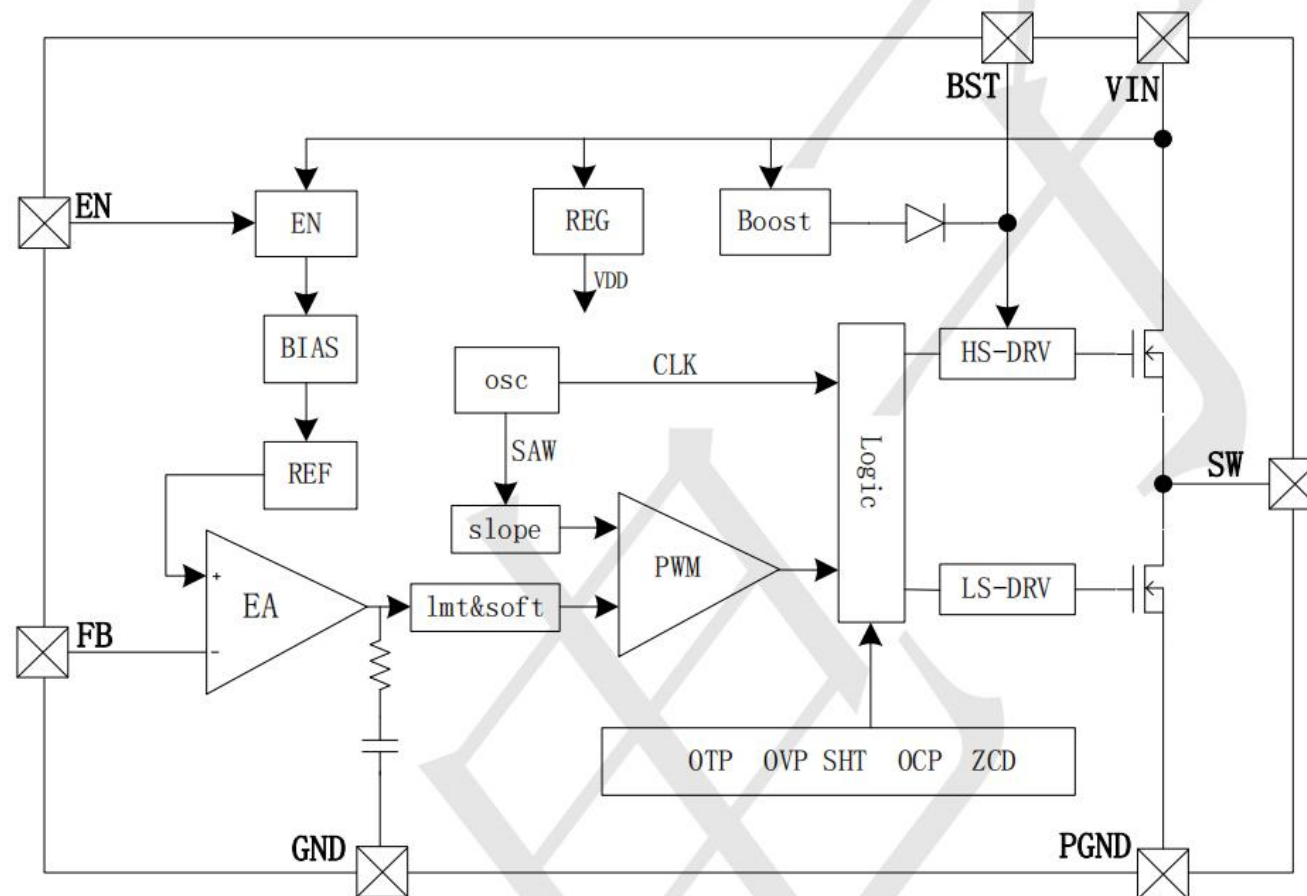 BST
VIN
EN
EN
REG
Boost
VDD
BIAS
HS-DRV
CLK
osc
Logic
SAW
REF
SW
slope
PWM
+
EA
lmt&soft
LS-DRV
FB
-
OTP OVP SHT OCP ZCD
GND
PGND